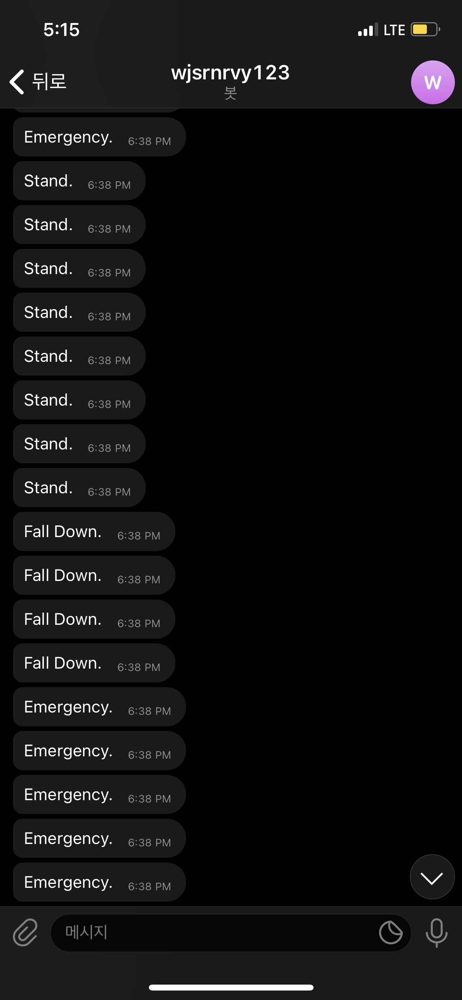 5:15
LTE
뒤로
wjsrnrvy123
봇
W
Emergency. 6:38 PM
Stand. 6:38 PM
Stand. 6:38 PM
Stand. 6:38 PM
Stand. 6:38 PM
Stand. 6:38 PM
Stand. 6:38 PM
Stand. 6:38 PM
Stand. 6:38 PM
Fall Down. 6:38 PM
Fall Down. 6:38 PM
Fall Down. 6:38 PM
Fall Down. 6:38 PM
Emergency. 6:38 PM
Emergency. 6:38 PM
Emergency. 6:38 PM
Emergency. 6:38 PM
Emergency. 6:38 PM
메시지